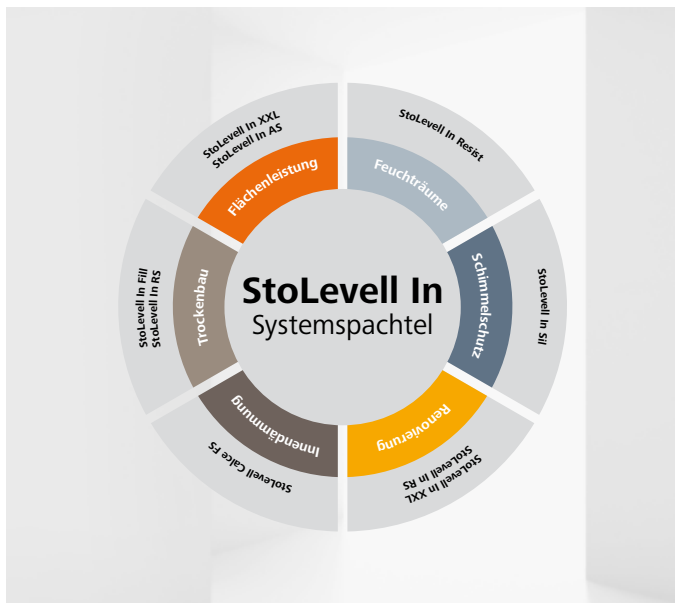 StoLevell In
Systemspachtel
Flächenleistung
StoLevell In XXL
StoLevell In AS
Feuchträume
StoLevell In Resist
Schimmelschutz
StoLevell In Sil
Renovierung
StoLevell In XXL
StoLevell In RS
Innendämmung
StoLevell Calce FS
Trockenbau
StoLevell In Fill
StoLevell In RS